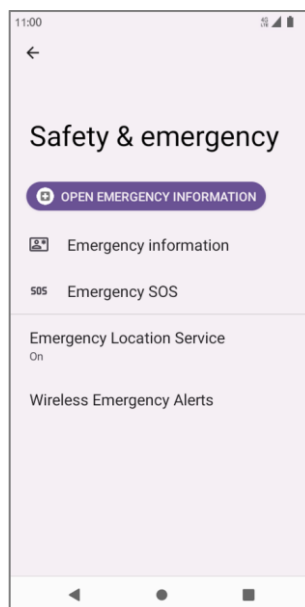 11:00
Safety & emergency
OPEN EMERGENCY INFORMATION
Emergency information
SOS Emergency SOS
Emergency Location Service
On
Wireless Emergency Alerts